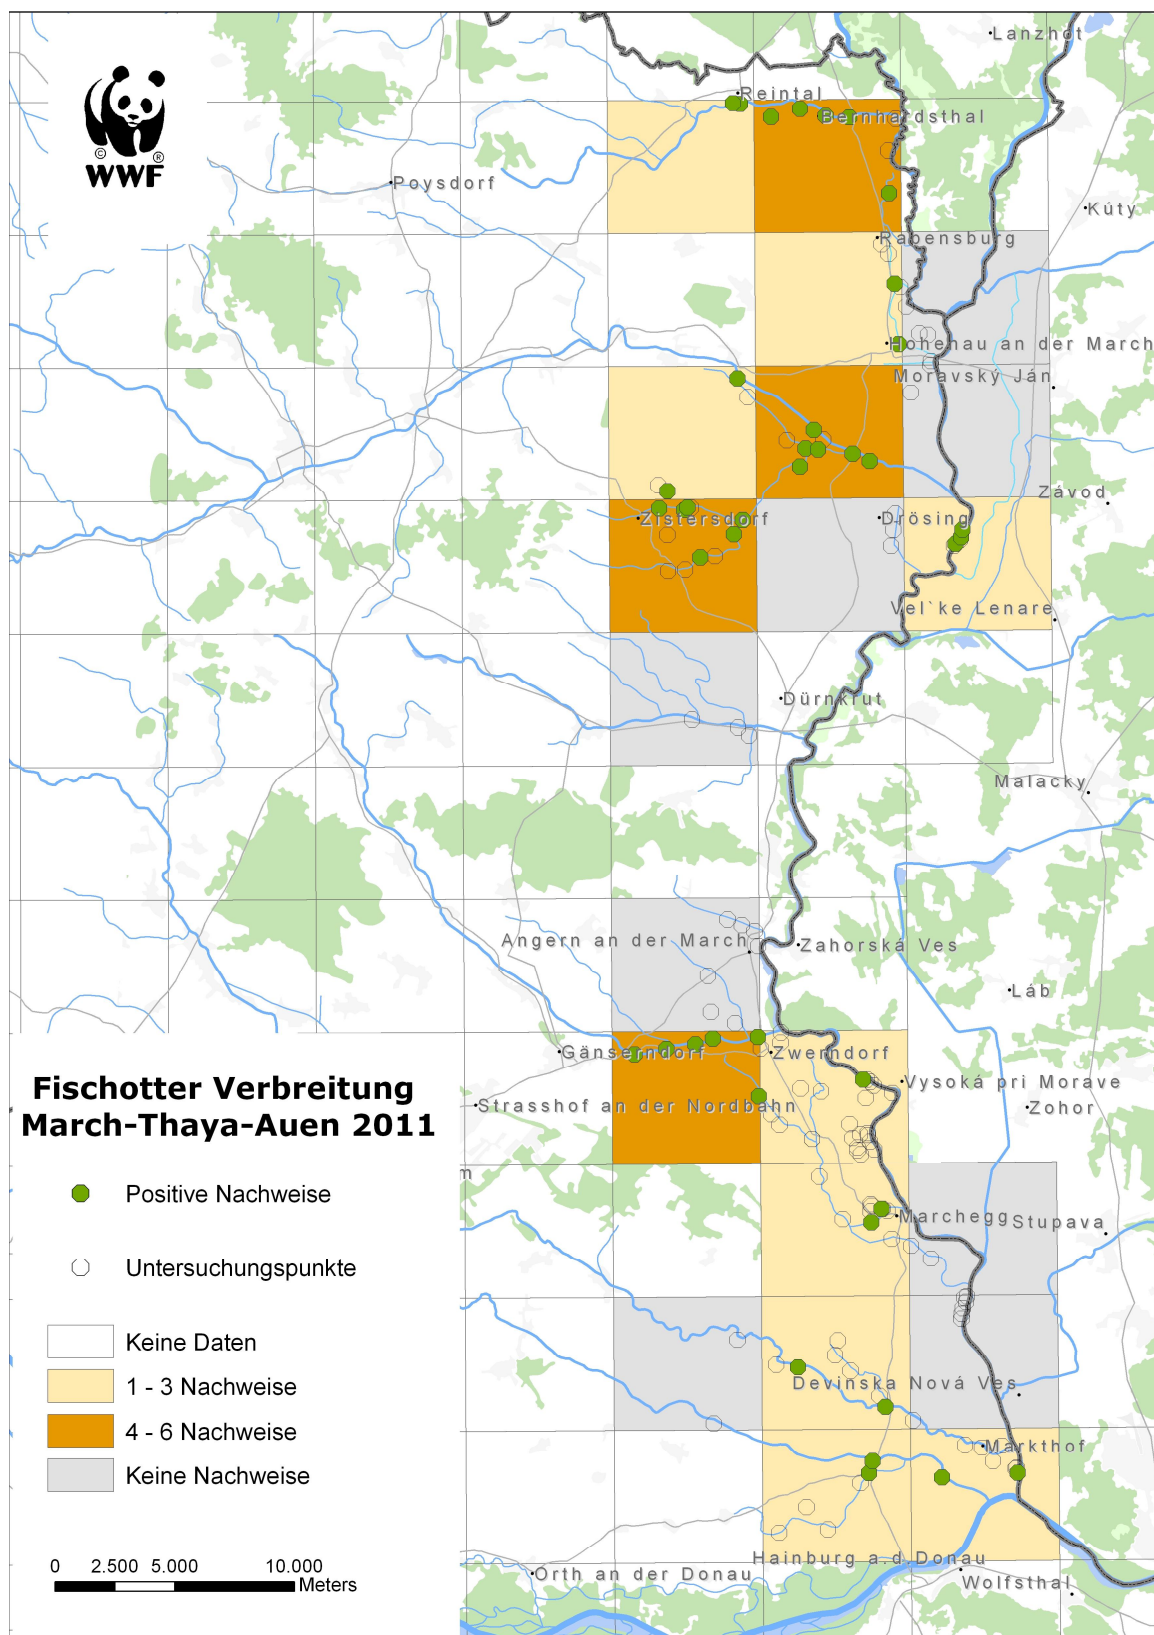 Lanzhot
Reintal
Bernhardsthal
© ®
WWF
Poysdorf
Kúty
Rabensburg
Hohenau an der March
Moravský Ján
Závod
Zistersdorf
Drösing
Vel`ke Lenare
Dürnkrut
Malacky
Angern an der March
Zahorská Ves
Láb
Gänserndorf
Zwerndorf
Fischotter Verbreitung
March-Thaya-Auen 2011
Vysoká pri Morave
Strasshof an der Nordbahn
Zohor
m
Positive Nachweise
Marchegg
Stupava
Untersuchungspunkte
Keine Daten
1 - 3 Nachweise
Devinska Nová Ves
4 - 6 Nachweise
Markthof
Keine Nachweise
Hainburg a.d.Donau
0 2.500 5.000 10.000
Meters
Orth an der Donau
Wolfsthal